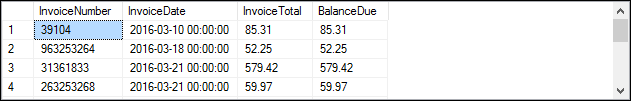 InvoiceNumber InvoiceDate InvoiceTotal BalanceDue
1 39104 2016-03-10 00:00:00 85.31 85.31
2 963253264 2016-03-18 00:00:00 52.25 52.25
3 31361833 2016-03-21 00:00:00 579.42 579.42
4 263253268 2016-03-21 00:00:00 59.97 59.97